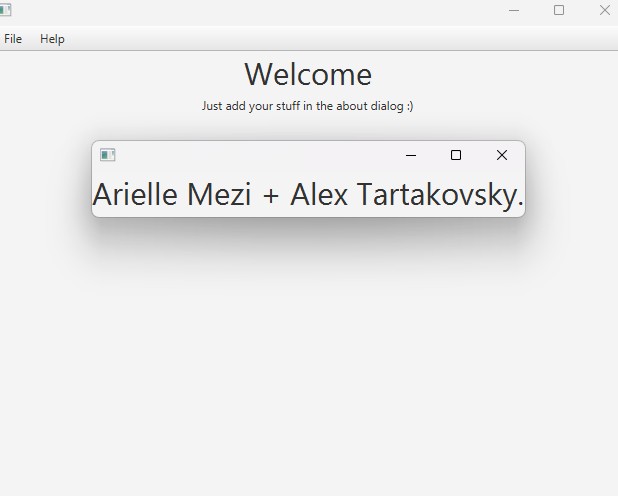 File Help
Welcome
Just add your stuff in the about dialog :)
Arielle Mezi + Alex Tartakovsky.